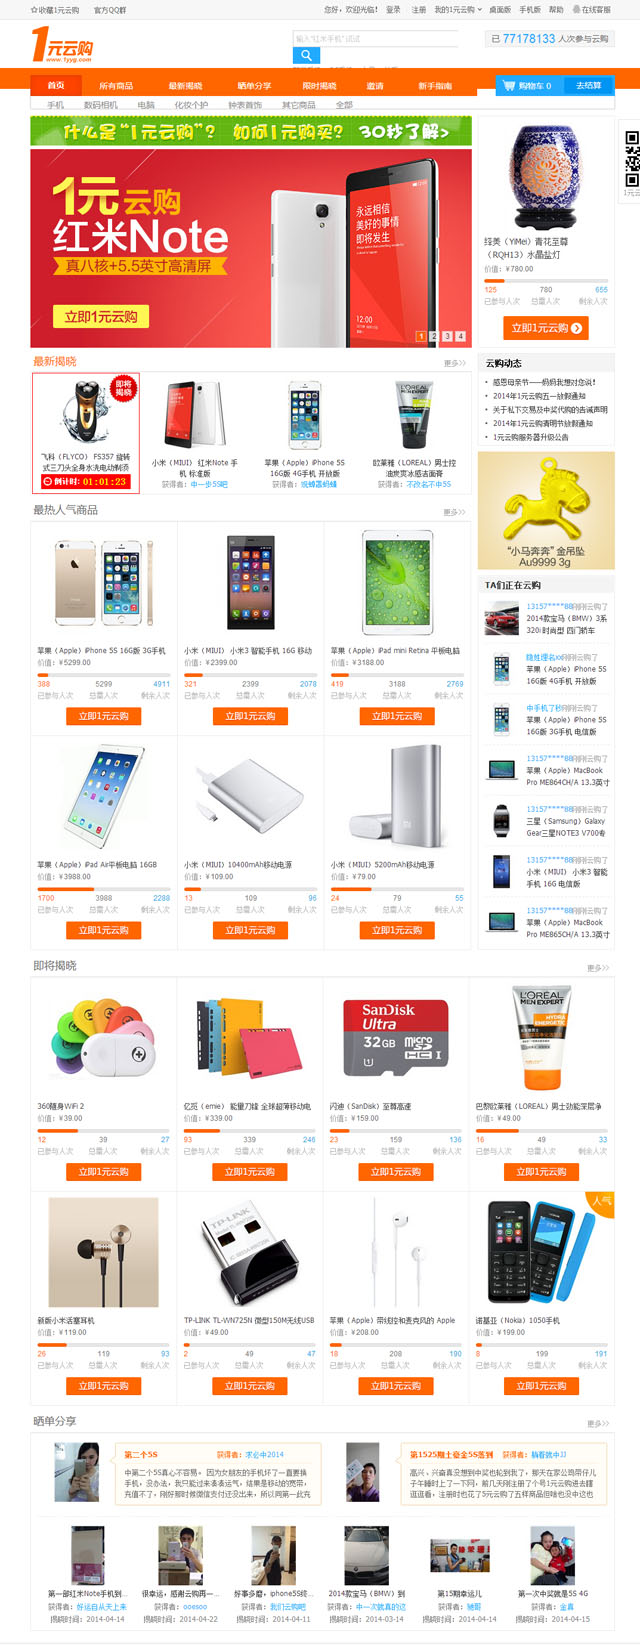 收藏1元云购 官方QQ群
您好，欢迎光临！ 登录 注册 我的1元云购 桌面版 手机版 帮助 在线客服
1元云购
www.1yyg.com
输入"红米手机"试试
已 77178133 人次参与云购
首页 所有商品 最新揭晓 晒单分享 限时揭晓 邀请 新手指南
购物车 0 去结算
手机 数码相机 电脑 化妆个护 钟表首饰 其它商品 全部
什么是"1元云购"？ 如何1元云购买？ 30秒了解>
1元 云购
红米Note
真八核+5.5英寸高清屏
立即1元云购
永远相信
美好的事情
即将发生
12:00
1 2 3 4
绿美（YiMei）青花至尊
（RQH13）水晶盐灯
价值：￥780.00
125 780 655
已参与人次 总需人次 剩余人次
立即1元云购
1元云
最新揭晓 更多>>
即将
揭晓
飞科（FLYCO） FS357 旋转
式三刀头全身水洗电动剃须
倒计时: 01:01:23
小米（MIUI） 红米Note 手
机 标准版
获得者：中一步5S吧
苹果（Apple）iPhone 5S
16GB 4G手机 开放版
欧莱雅（LOREAL）男士控
油炭爽冰感洁面膏
获得者：不改名不中5S
云购动态
感恩母亲节——妈妈我想对您说！
2014年1元云购五一放假通知
关于私下交易及中奖代购的告诫声明
2014年1元云购清明节放假通知
1元云购服务器升级公告
"小马奔奔"金吊坠
Au9999 3g
最热人气商品 更多>>
苹果（Apple）iPhone 5S 16G版 3G手机
价值：￥5299.00
388 5299 4911
已参与人次 总需人次 剩余人次
立即1元云购
小米（MIUI） 小米3 智能手机 16G 移动
价值：￥2399.00
321 2399 2078
已参与人次 总需人次 剩余人次
立即1元云购
苹果（Apple）iPad mini Retina 平板电脑
价值：￥3188.00
419 3188 2769
已参与人次 总需人次 剩余人次
立即1元云购
苹果（Apple）iPad Air平板电脑 16GB
价值：￥3988.00
1700 3988 2288
已参与人次 总需人次 剩余人次
立即1元云购
小米（MIUI）10400mAh移动电源
价值：￥109.00
13 109 96
已参与人次 总需人次 剩余人次
立即1元云购
小米（MIUI）5200mAh移动电源
价值：￥79.00
24 79 55
已参与人次 总需人次 剩余人次
立即1元云购
TA们正在云购
13157****88刚刚云购了
2014款宝马（BMW）3系
320i 时尚型 四门轿车
刚刚云购了
苹果（Apple）iPhone 5S
16G版 4G手机 开放版
中手机了秒刚刚云购了
苹果（Apple）iPhone 5S
16G版 3G手机 电信版
13157****88刚刚云购了
苹果（Apple）MacBook
Pro ME864CH/A 13.3英寸
13157****88刚刚云购了
三星（Samsung）Galaxy
Gear三星NOTE3 V700专
13157****88刚刚云购了
小米（MIUI） 小米3 智能
手机 16G 电信版
13157****88刚刚云购了
苹果（Apple）MacBook
Pro ME865CH/A 13.3英寸
即将揭晓 更多>>
360随身WiFi 2
价值：￥39.00
12 39 27
已参与人次 总需人次 剩余人次
立即1元云购
亿觅（emie） 能量刀锋 全球超薄移动电
价值：￥339.00
93 339 246
已参与人次 总需人次 剩余人次
立即1元云购
SanDisk
Ultra
32GB micro SD HC I
闪迪（SanDisk）至尊高速
价值：￥159.00
23 159 136
已参与人次 总需人次 剩余人次
立即1元云购
L'OREAL
MEN EXPERT
HYDRA
ENERGETIC
巴黎欧莱雅（LOREAL）男士劲能深层净
价值：￥49.00
16 49 33
已参与人次 总需人次 剩余人次
立即1元云购
新版小米活塞耳机
价值：￥119.00
26 119 93
已参与人次 总需人次 剩余人次
立即1元云购
TP-LINK
TP-LINK TL-WN725N 微型150M无线USB
价值：￥49.00
2 49 47
已参与人次 总需人次 剩余人次
立即1元云购
苹果（Apple）带线控和麦克风的 Apple
价值：￥208.00
18 208 190
已参与人次 总需人次 剩余人次
立即1元云购
人气
诺基亚（Nokia）1050手机
价值：￥199.00
8 199 191
已参与人次 总需人次 剩余人次
立即1元云购
晒单分享 更多>>
第二个5S 获得者：求必中2014
中第二个5S真心不容易。因为女朋友的手机坏了一直要换
手机，没办法，我只能过来凑凑运气，结果是移动的宽带，
充值不了，刚好那时候微信支付还没出来，所以用第一此充
第1525期土豪金5S签到 获得者：躺着就中JJ
高兴、兴奋真没想到中奖也轮到我了，那天在家公鸡带仔儿
子午睡时上了一下网，前几天刚注册了个号1元云购进去瞎
逛逛看，注册时也花了5元云购了五样商品但啥也没中这也
第一部红米Note手机到...
获得者：好运自从天上来
揭晓时间：2014-04-14
很幸运，感谢云购再一...
获得者：ooesoo
揭晓时间：2014-04-22
好事多磨，iphone5S终...
获得者：我们云购吧
揭晓时间：2014-04-11
2014款宝马（BMW）到
获得者：中一次就真的这
揭晓时间：2014-03-14
第15期幸运儿
揭晓时间：2014-04-14
第一次中奖就是5S 4G
获得者：金喜
揭晓时间：2014-04-15